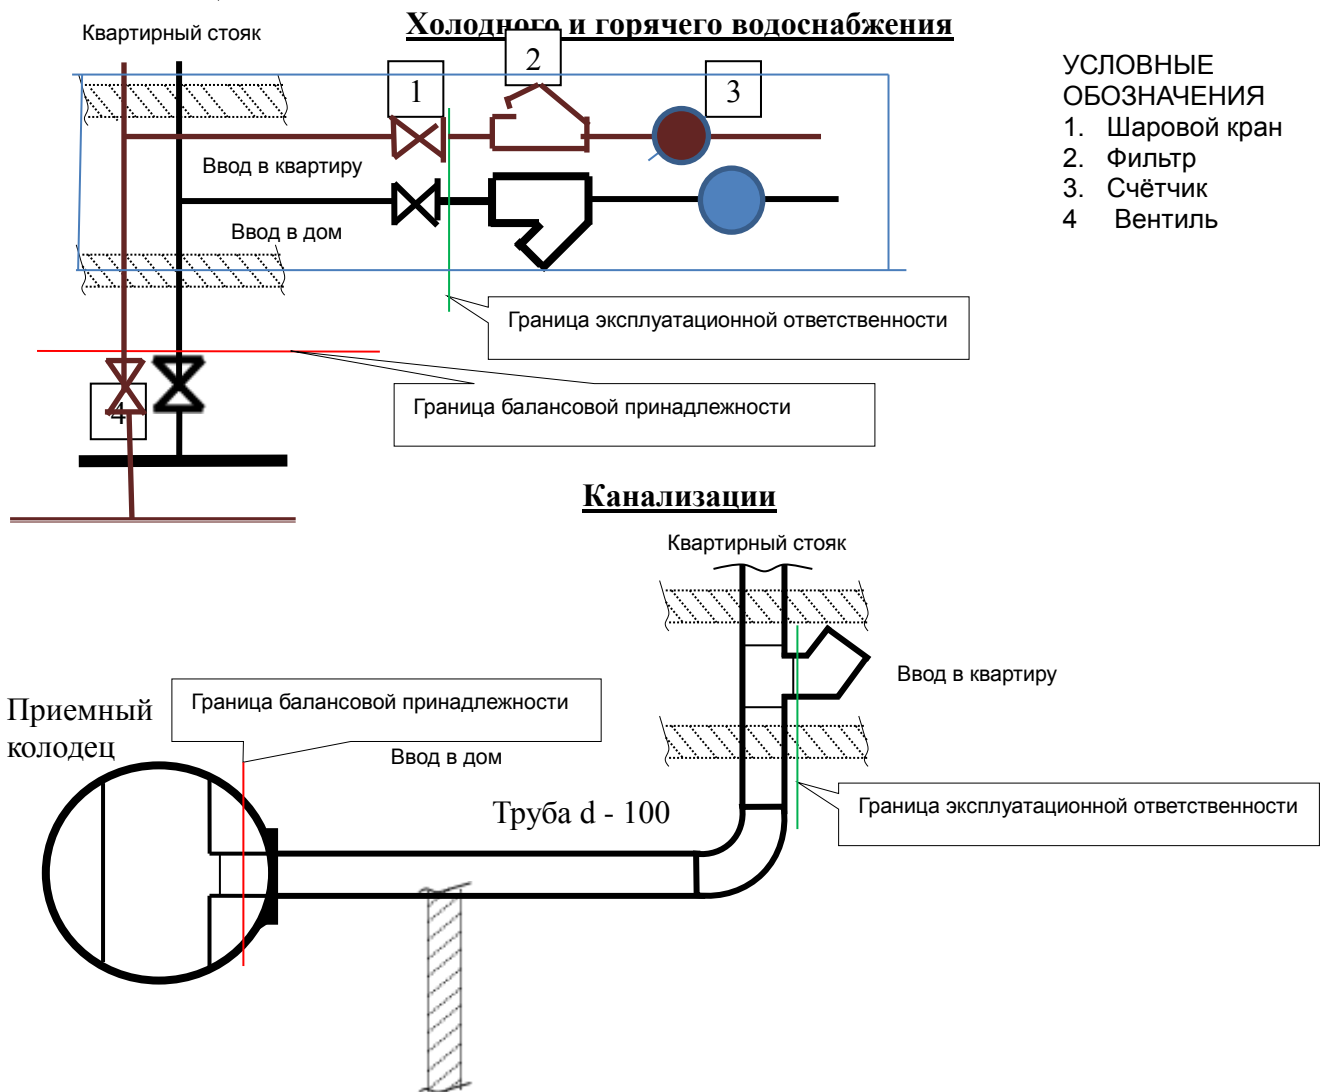 Холодного и горячего водоснабжения
Квартирный стояк
1
2
3
Ввод в квартиру
Ввод в дом
Граница эксплуатационной ответственности
Граница балансовой принадлежности
4
УСЛОВНЫЕ
ОБОЗНАЧЕНИЯ
1. Шаровой кран
2. Фильтр
3. Счётчик
4 Вентиль
Канализации
Квартирный стояк
Ввод в квартиру
Граница балансовой принадлежности
Приемный
колодец
Ввод в дом
Труба d - 100
Граница эксплуатационной ответственности